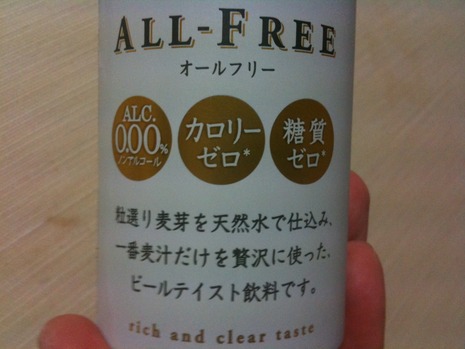 ALL-FREE
オールフリー
ALC.
0.00%
ノンアルコール
カロリー
ゼロ*
糖質
ゼロ*
粒選り麦芽を天然水で仕込み、
一番麦汁だけを贅沢に使った、
ビールテイスト飲料です。
rich and clear taste